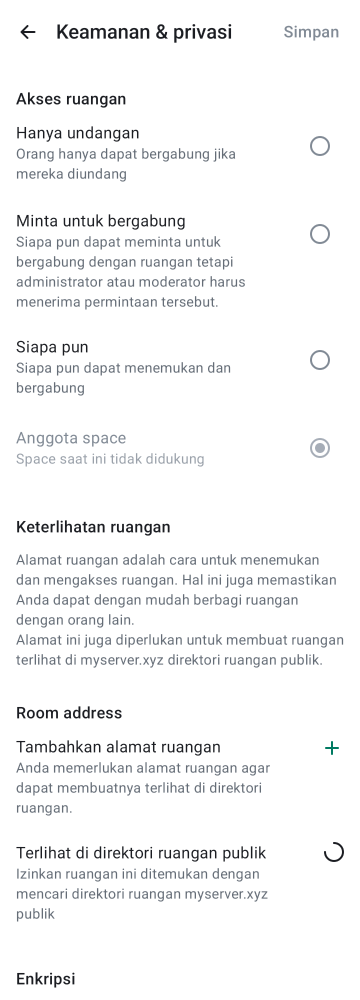 Keamanan & privasi
Simpan
Akses ruangan
Hanya undangan
Orang hanya dapat bergabung jika
mereka diundang
Minta untuk bergabung
Siapa pun dapat meminta untuk
bergabung dengan ruangan tetapi
administrator atau moderator harus
menerima permintaan tersebut.
Siapa pun
Siapa pun dapat menemukan dan
bergabung
Anggota space
Space saat ini tidak didukung
Keterlihatan ruangan
Alamat ruangan adalah cara untuk menemukan
dan mengakses ruangan. Hal ini juga memastikan
Anda dapat dengan mudah berbagi ruangan
dengan orang lain.
Alamat ini juga diperlukan untuk membuat ruangan
terlihat di myserver.xyz direktori ruangan publik.
Room address
Tambahkan alamat ruangan
Anda memerlukan alamat ruangan agar
dapat membuatnya terlihat di direktori
ruangan.
Terlihat di direktori ruangan publik
Izinkan ruangan ini ditemukan dengan
mencari direktori ruangan myserver.xyz
publik
Enkripsi